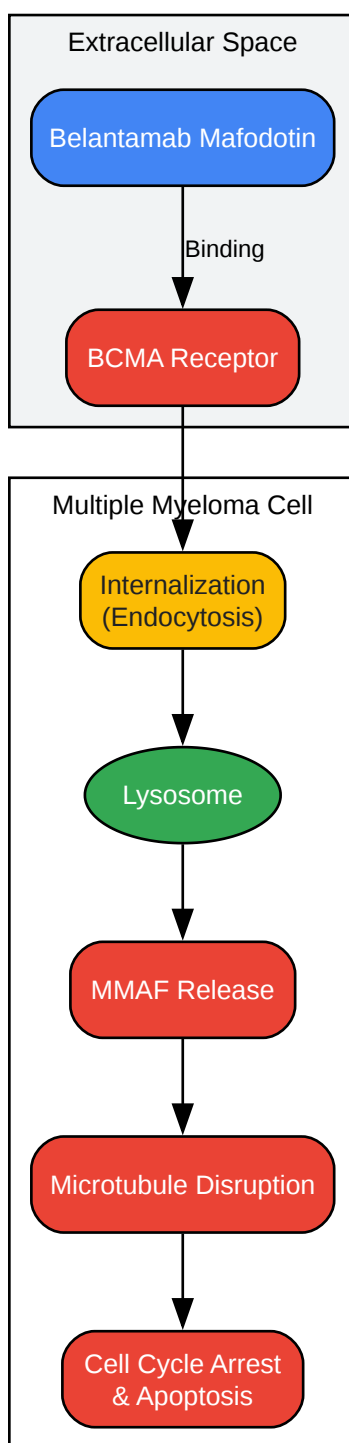 Extracellular Space
Belantamab Mafodotin
Binding
BCMA Receptor
Multiple Myeloma Cell
Internalization
(Endocytosis)
Lysosome
MMAF Release
Microtubule Disruption
Cell Cycle Arrest
& Apoptosis